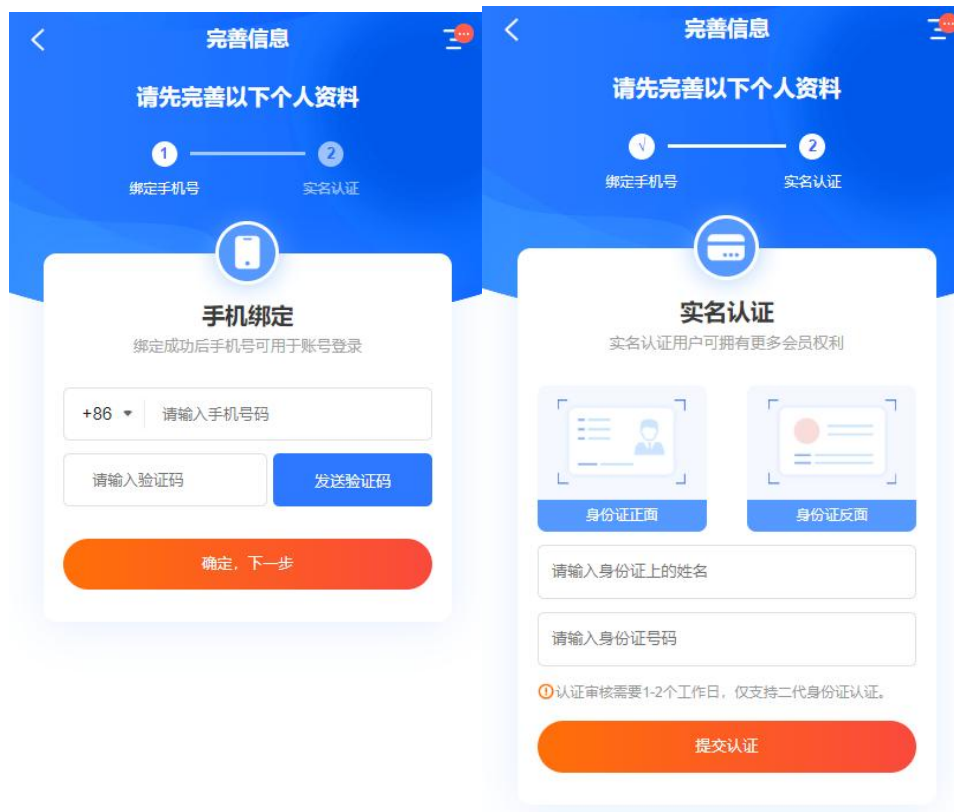 完善信息
请先完善以下个人资料
1
2
绑定手机号
实名认证
手机绑定
绑定成功后手机号可用于账号登录
+86
请输入手机号码
请输入验证码
发送验证码
确定，下一步
完善信息
请先完善以下个人资料
√
2
绑定手机号
实名认证
实名认证
实名认证用户可拥有更多会员权利
身份证正面
身份证反面
请输入身份证上的姓名
请输入身份证号码
认证审核需要1-2个工作日，仅支持二代身份证认证。
提交认证